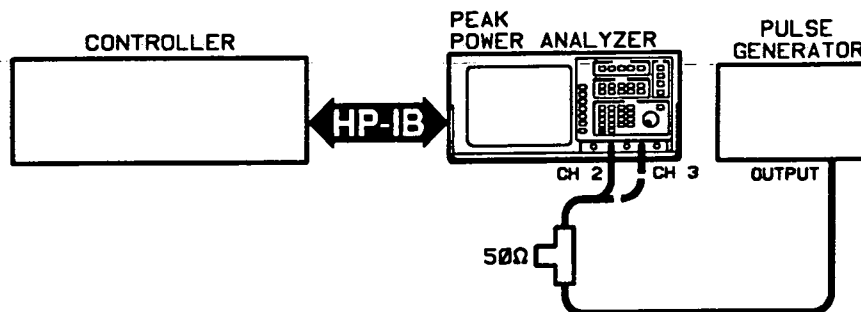 CONTROLLER
HP-IB
PEAK
POWER ANALYZER
CH 2
CH 3
PULSE
GENERATOR
OUTPUT
50Ω